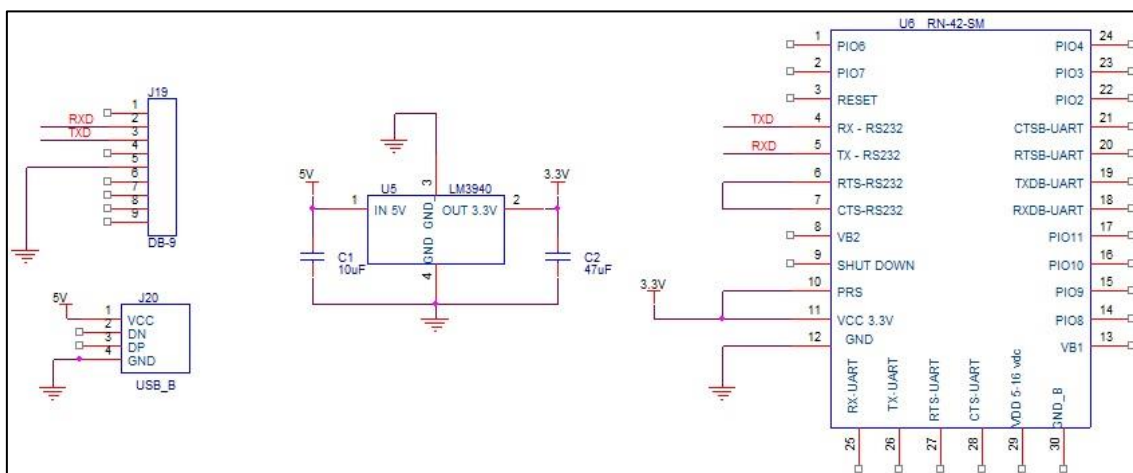 J19
1
RXD 2
TXD 3
4
5
6
7
8
9
DB-9
5V
J20
1 VCC
2 DN
3 DP
4 GND
USB_B
5V
U5
LM3940
3.3V
3
1 IN 5V GND OUT 3.3V 2
GND
4
C1
10uF
C2
47uF
U6 RN-42-SM
1 PIO6 PIO4 24
2 PIO7 PIO3 23
3 RESET PIO2 22
TXD 4 RX - RS232 CTSB-UART 21
RXD 5 TX - RS232 RTSB-UART 20
6 RTS-RS232 TXDB-UART 19
7 CTS-RS232 RXDB-UART 18
8 VB2 PIO11 17
9 SHUT DOWN PIO10 16
3.3V
10 PRS PIO9 15
11 VCC 3.3V PIO8 14
12 GND VB1 13
RX-UART
TX-UART
RTS-UART
CTS-UART
VDD 5-16 vdc
GND_B
25
26
27
28
29
30